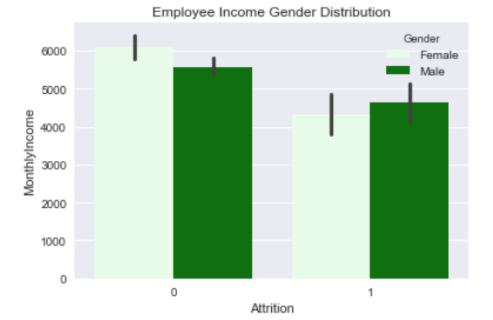 Employee Income Gender Distribution
Gender
Female
Male
6000
5000
4000
3000
2000
1000
0
MonthlyIncome
0
1
Attrition